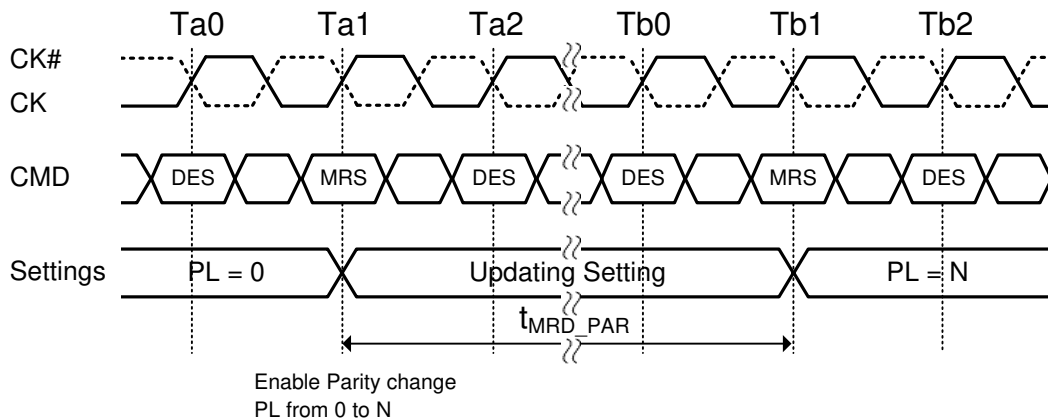 Ta0 Ta1 Ta2 Tb0 Tb1 Tb2
CK#
CK
CMD DES MRS DES DES MRS DES
Settings PL = 0 Updating Setting PL = N
tMRD_PAR
Enable Parity change
PL from 0 to N